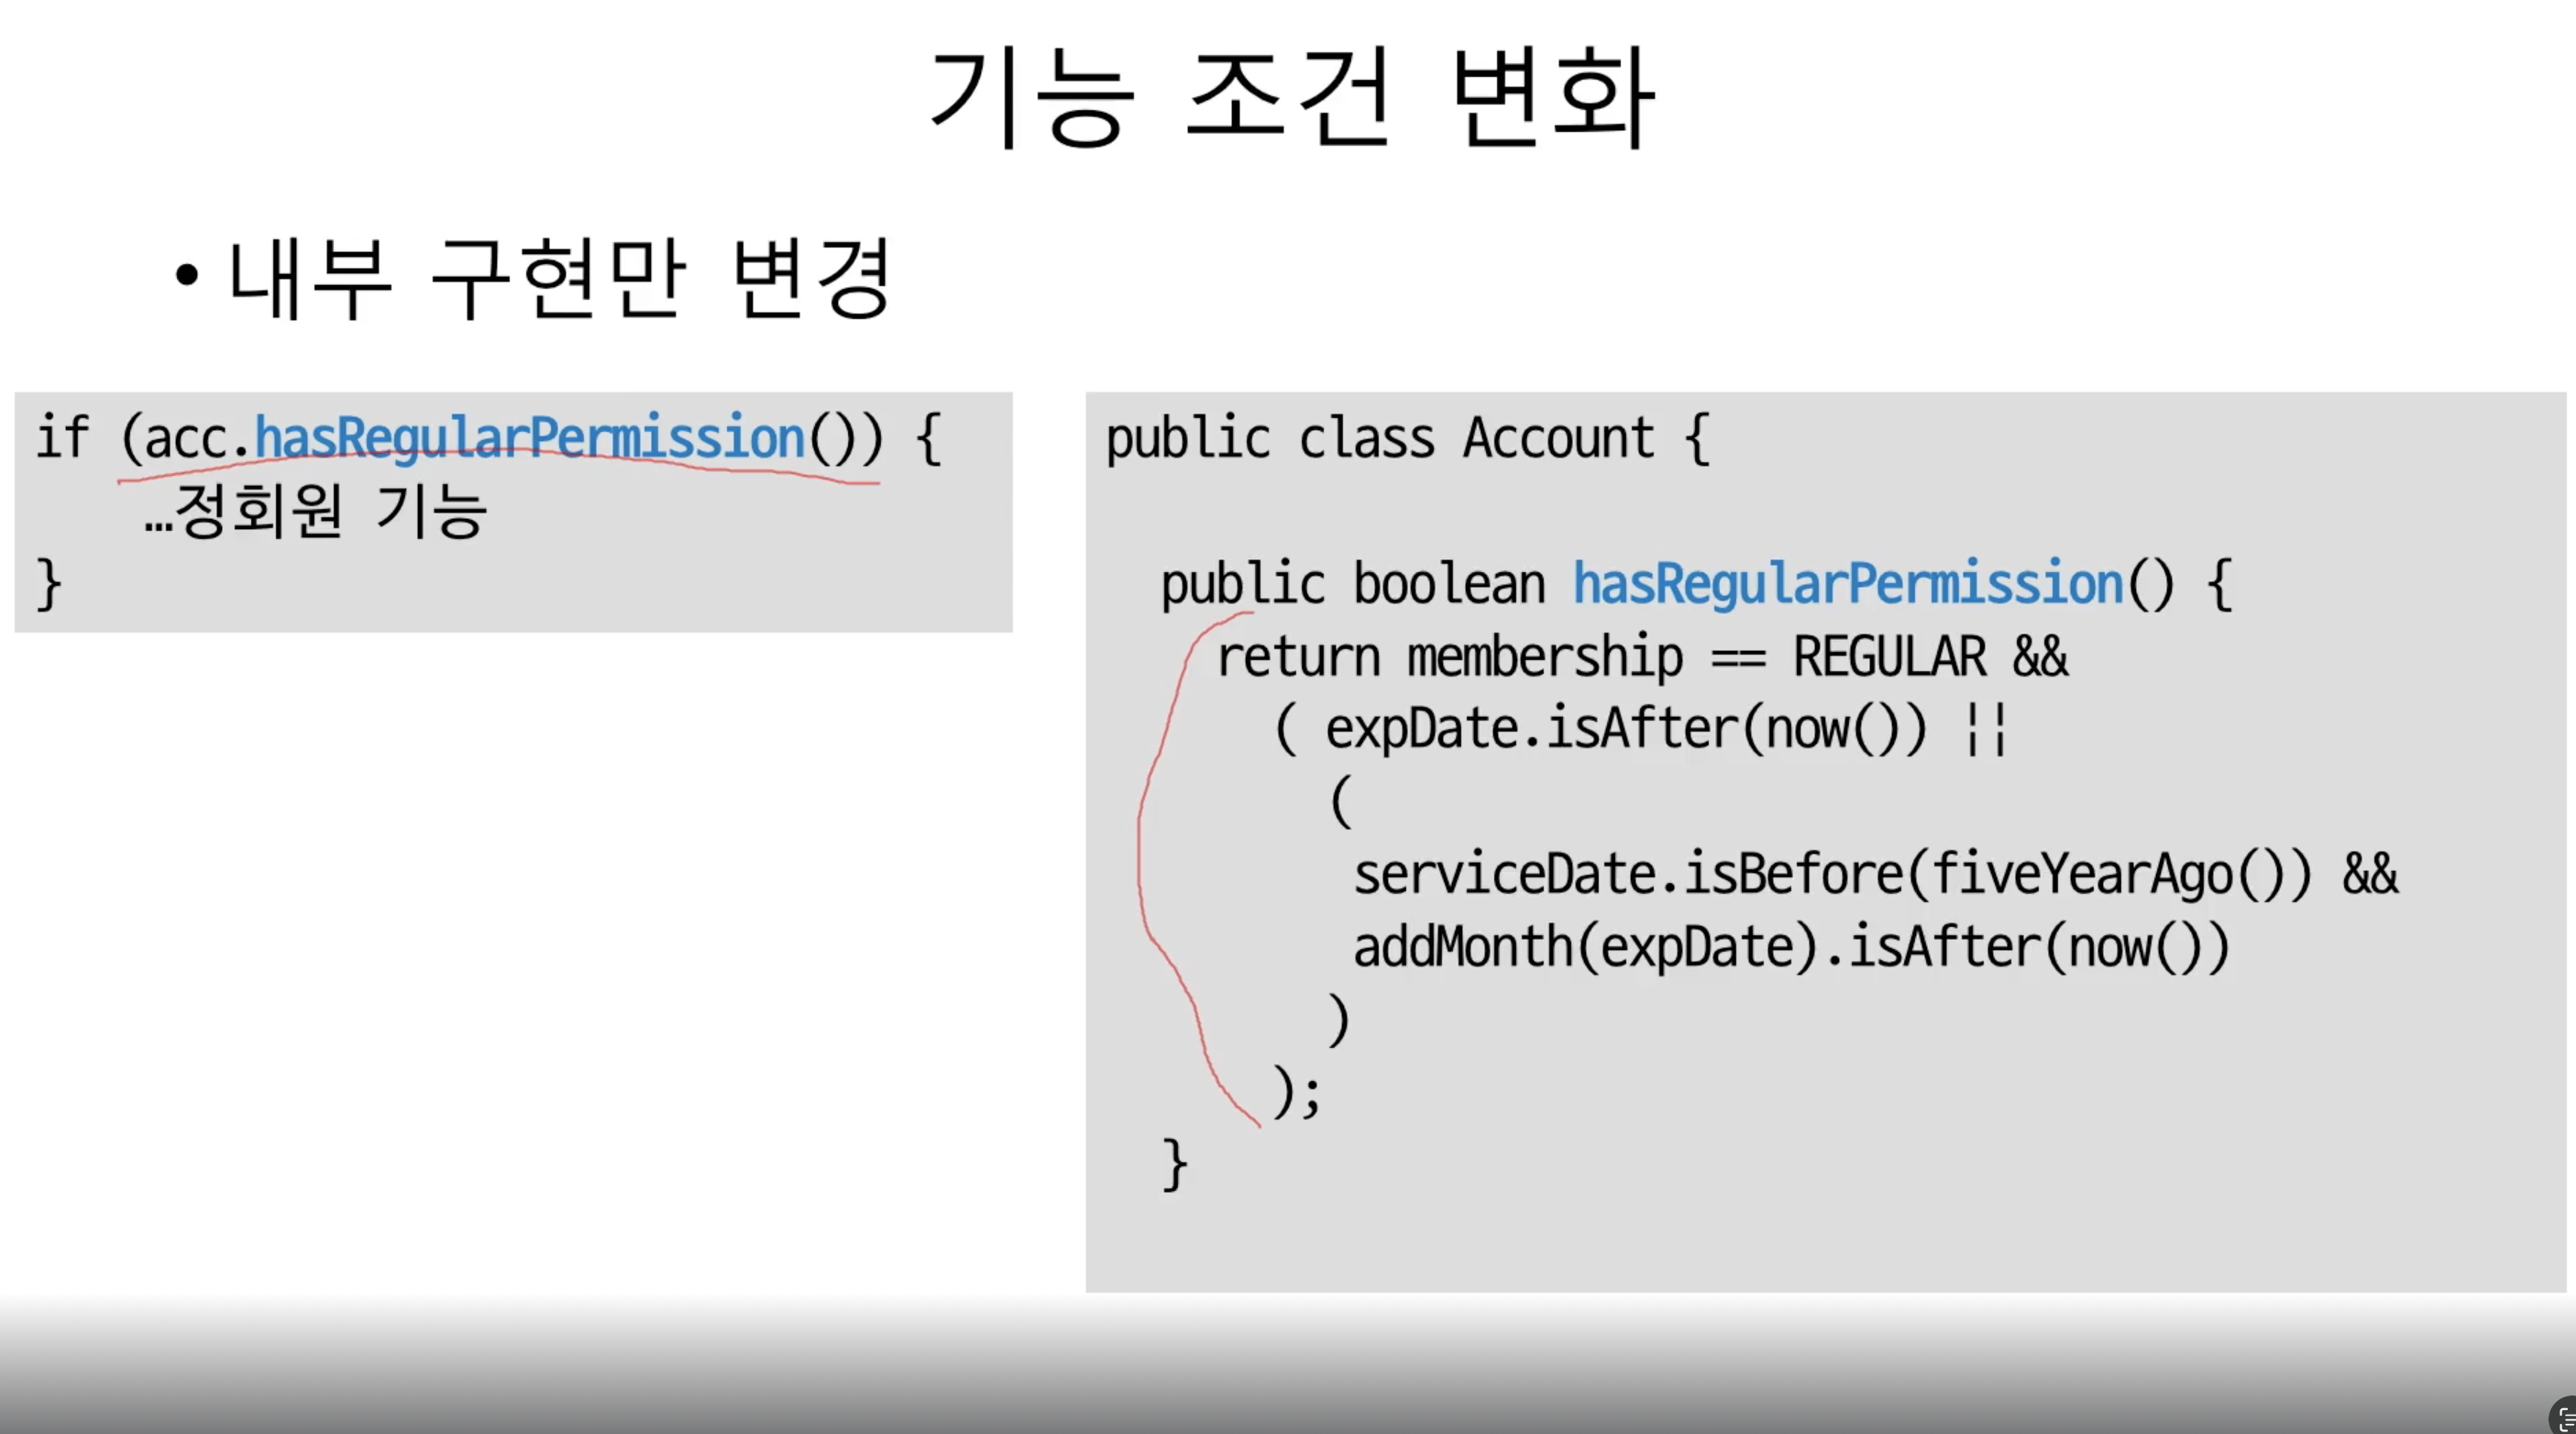 기능 조건 변화
• 내부 구현만 변경
if (acc.hasRegularPermission()) {
…정회원 기능
}
public class Account {
public boolean hasRegularPermission() {
return membership == REGULAR &&
( expDate.isAfter(now()) ||
(
serviceDate.isBefore(fiveYearAgo()) &&
addMonth(expDate).isAfter(now())
)
);
}